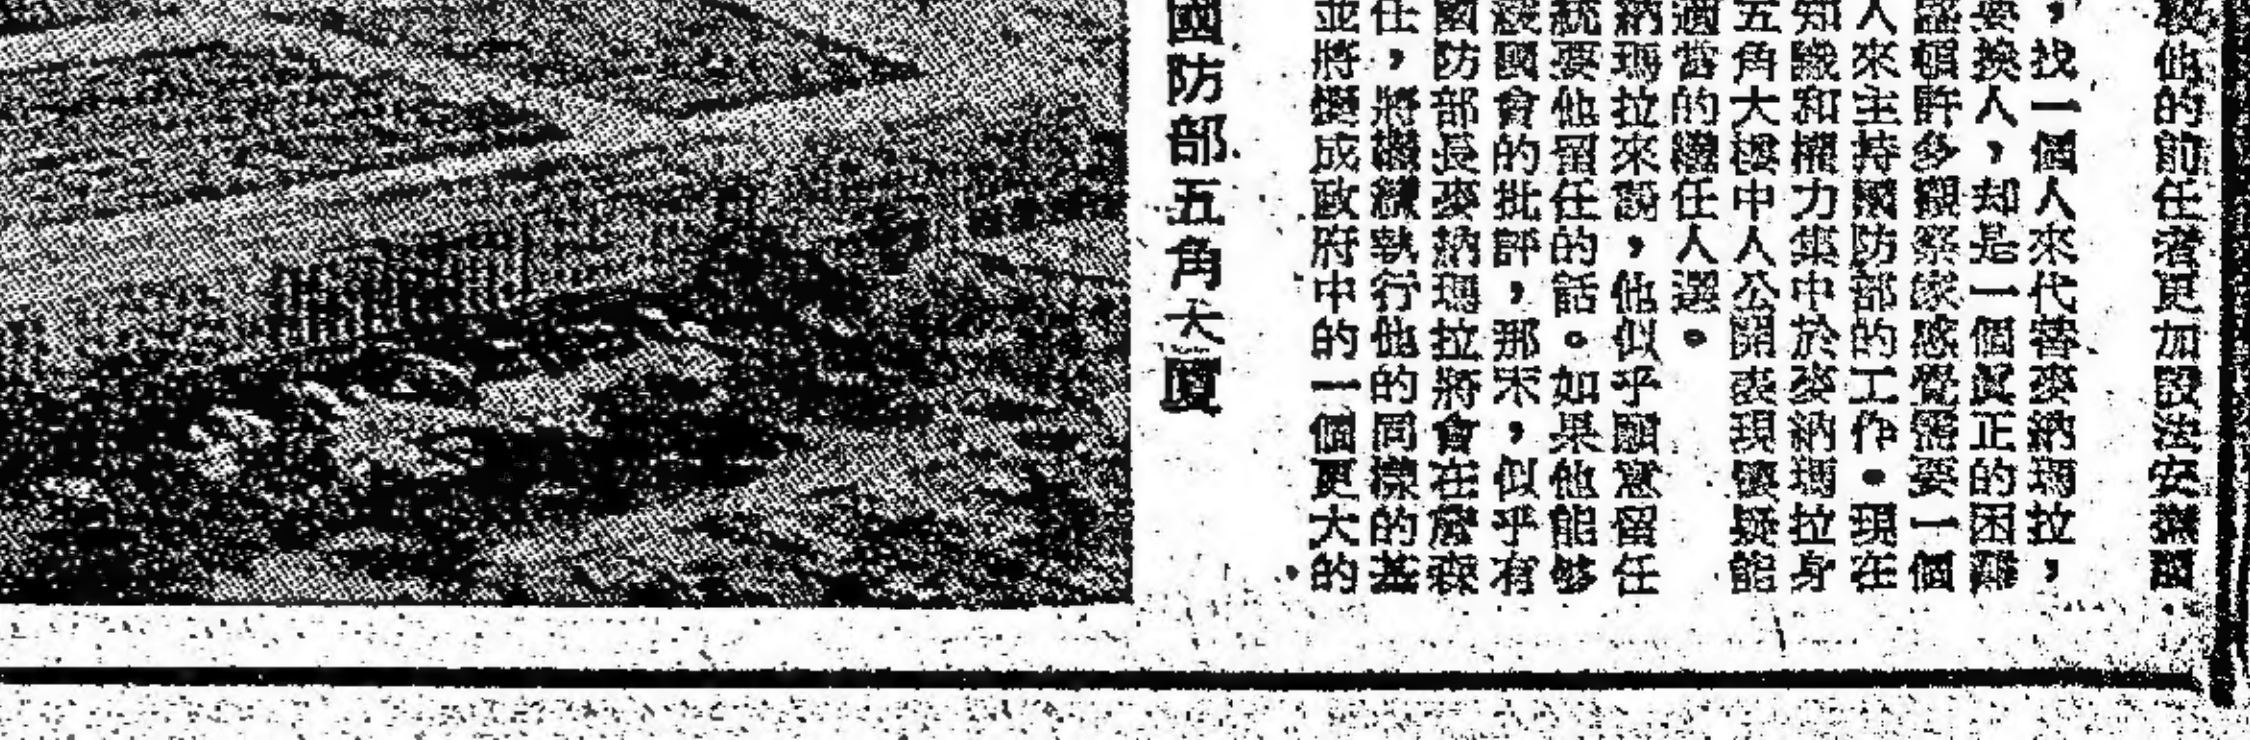 他的前任者更加設法安撫國
，找一個人來代替麥納瑪拉，
要換人，却是一個眞正的困難
盛頓許多觀察家感覺需要一個
人來主持國防部的工作。現在
知識和權力集中於麥納瑪拉身
五角大樓中人公開表現懷疑能
適當的繼任人選。
納瑪拉來說，他似乎願意留任
統要他留任的話。如果他能够
談國會的批評，那末，似乎有
國防部長麥納瑪拉將會在詹森
任，將繼續執行他的同樣的甚
並將變成政府中的一個更大的
國防部五角大厦